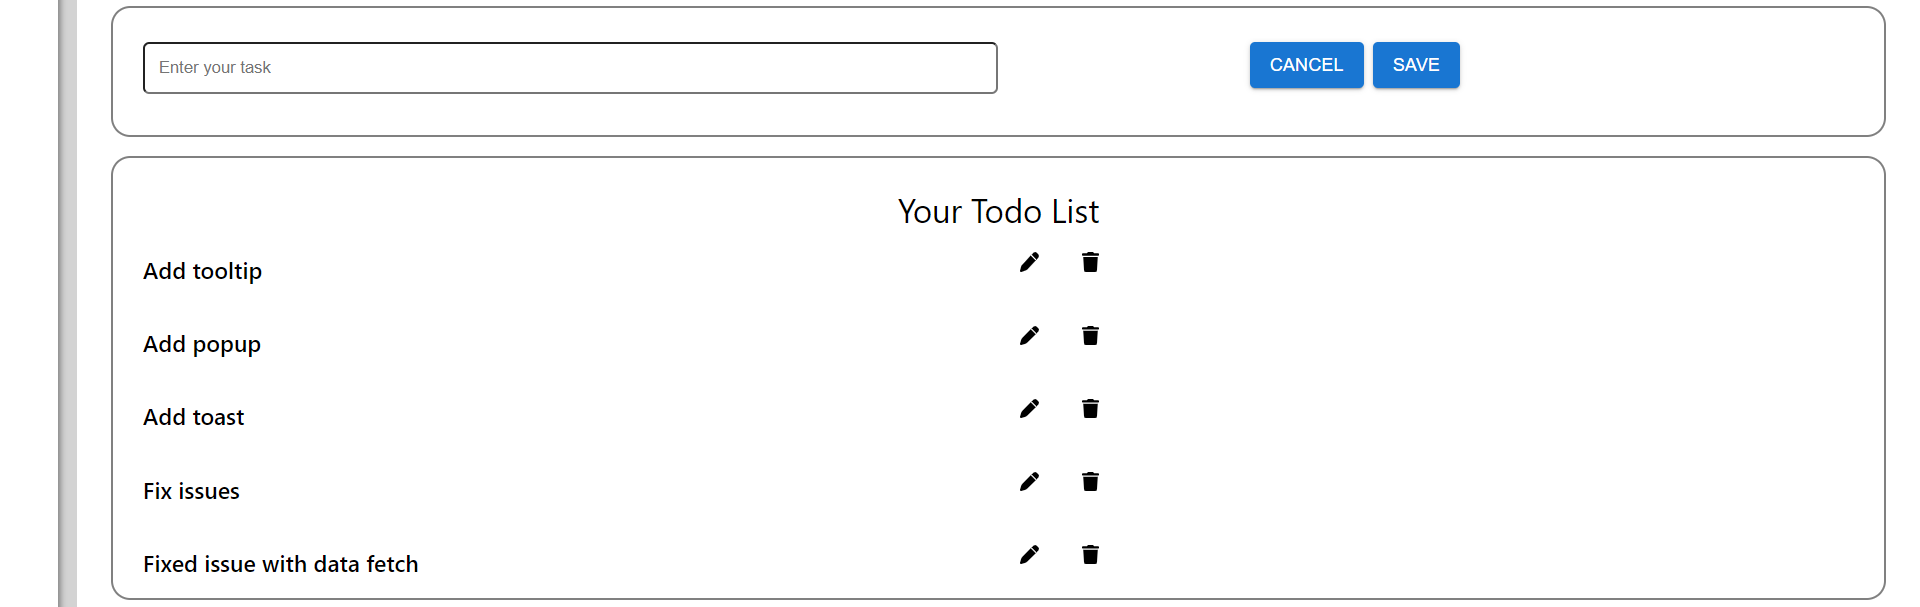 Enter your task
CANCEL SAVE
Your Todo List
Add tooltip
Add popup
Add toast
Fix issues
Fixed issue with data fetch